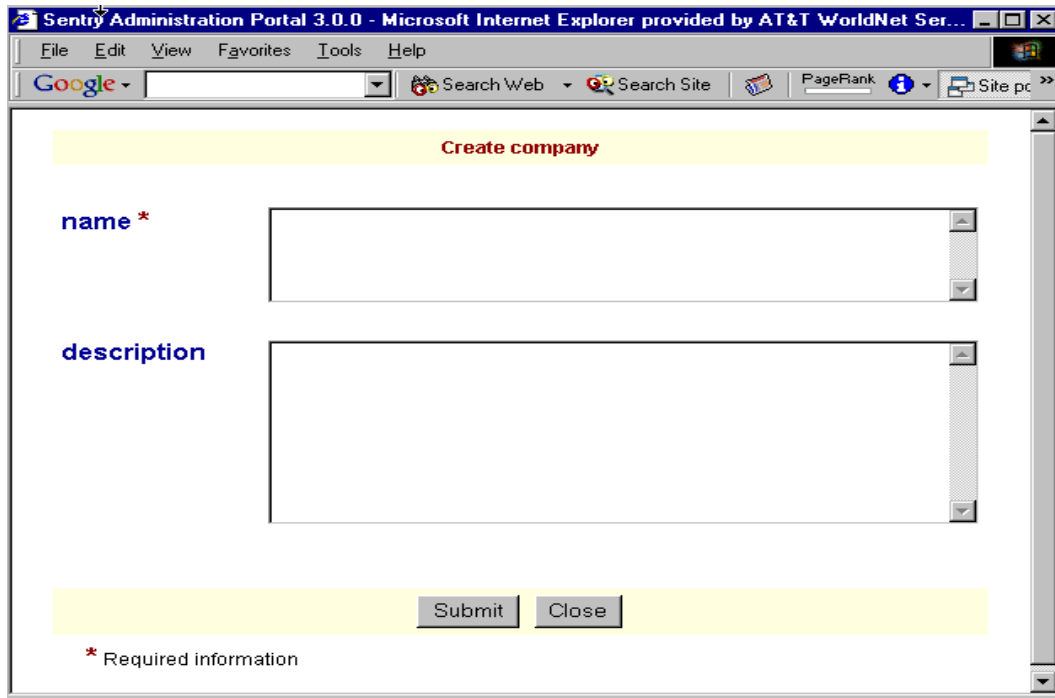 Sentry Administration Portal 3.0.0 - Microsoft Internet Explorer provided by AT&T WorldNet Ser...
File Edit View Favorites Tools Help
Google Search Web Search Site PageRank Site po
Create company
name *
description
Submit Close
* Required information